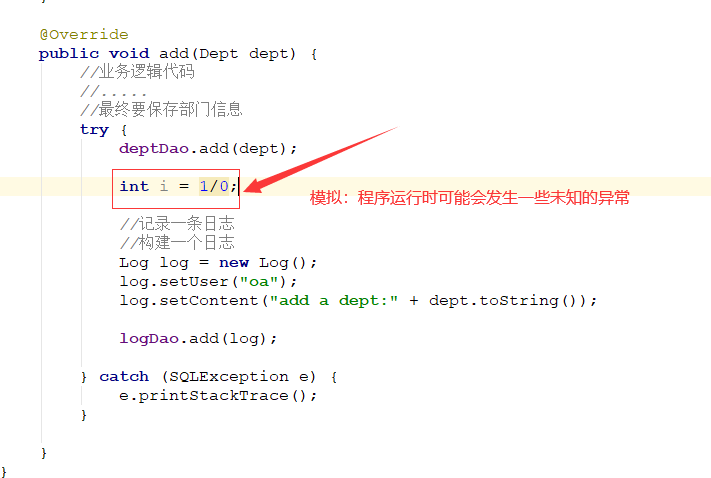 }
@Override
public void add(Dept dept) {
//业务逻辑代码
//.....
//最终要保存部门信息
try {
deptDao.add(dept);
int i = 1/0;
模拟：程序运行时可能会发生一些未知的异常
//记录一条日志
//构建一个日志
Log log = new Log();
log.setUser("oa");
log.setContent("add a dept:" + dept.toString());
logDao.add(log);
} catch (SQLException e) {
e.printStackTrace();
}
}
}